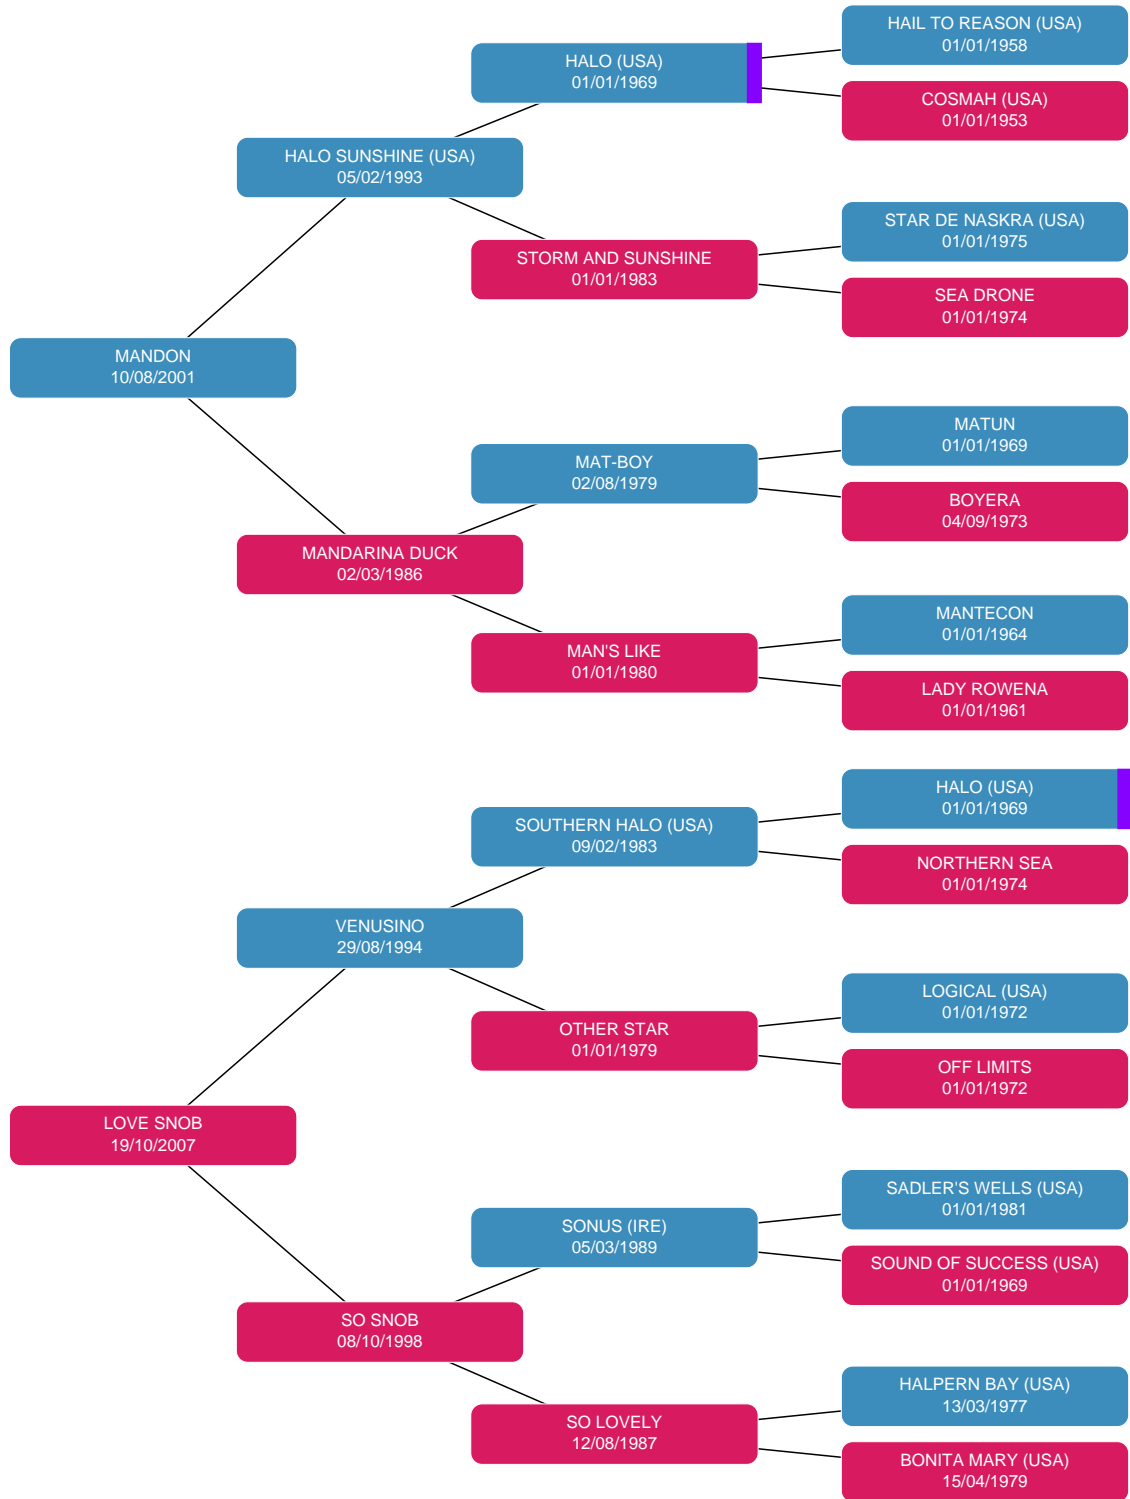 HAIL TO REASON (USA)
01/01/1958
HALO (USA)
01/01/1969
COSMAH (USA)
01/01/1953
HALO SUNSHINE (USA)
05/02/1993
STAR DE NASKRA (USA)
01/01/1975
STORM AND SUNSHINE
01/01/1983
SEA DRONE
01/01/1974
MANDON
10/08/2001
MATUN
01/01/1969
MAT-BOY
02/08/1979
BOYERA
04/09/1973
MANDARINA DUCK
02/03/1986
MANTECON
01/01/1964
MAN'S LIKE
01/01/1980
LADY ROWENA
01/01/1961
HALO (USA)
01/01/1969
SOUTHERN HALO (USA)
09/02/1983
NORTHERN SEA
01/01/1974
VENUSINO
29/08/1994
LOGICAL (USA)
01/01/1972
OTHER STAR
01/01/1979
OFF LIMITS
01/01/1972
LOVE SNOB
19/10/2007
SADLER'S WELLS (USA)
01/01/1981
SONUS (IRE)
05/03/1989
SOUND OF SUCCESS (USA)
01/01/1969
SO SNOB
08/10/1998
HALPERN BAY (USA)
13/03/1977
SO LOVELY
12/08/1987
BONITA MARY (USA)
15/04/1979